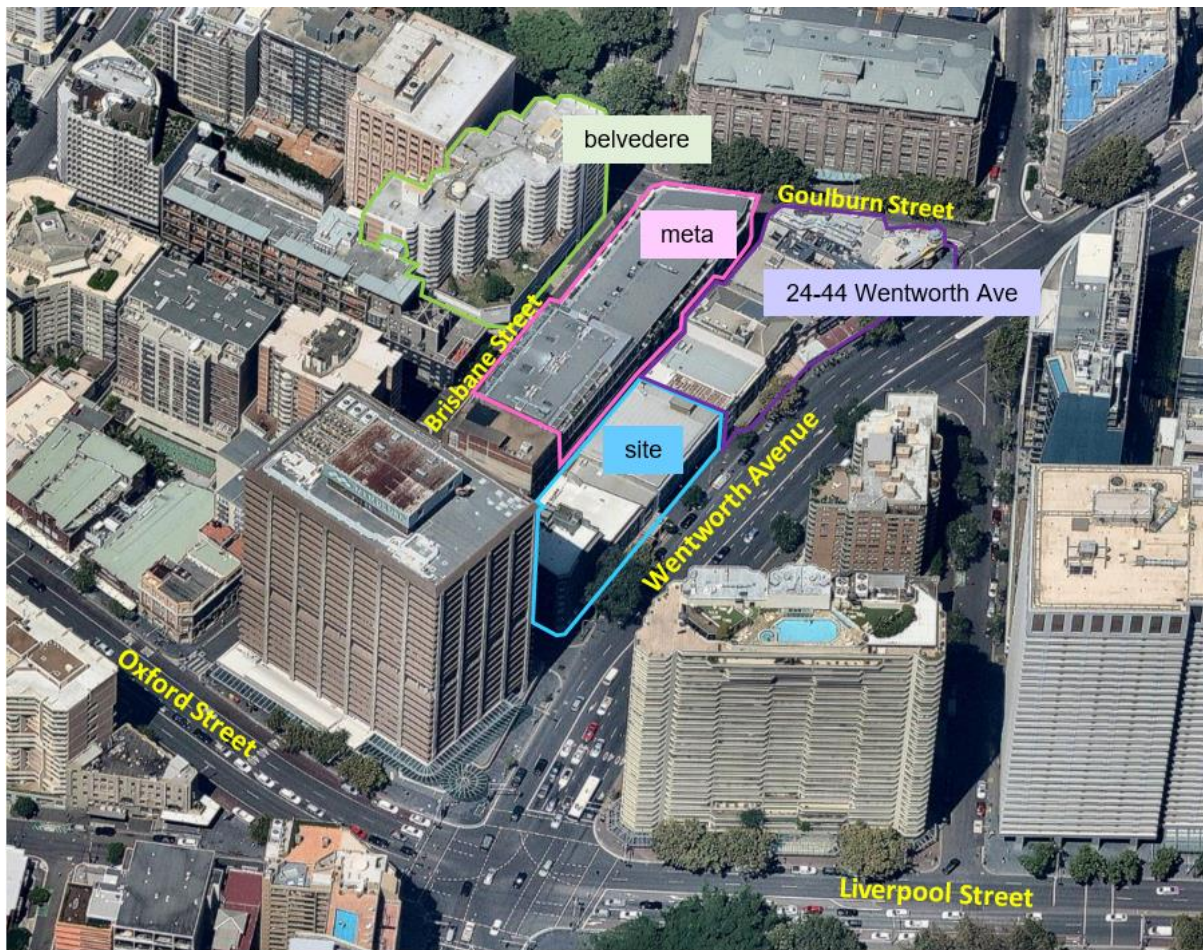 belvedere
Goulburn Street
meta
24-44 Wentworth Ave
Brisbane Street
site
Wentworth Avenue
Oxford Street
Liverpool Street